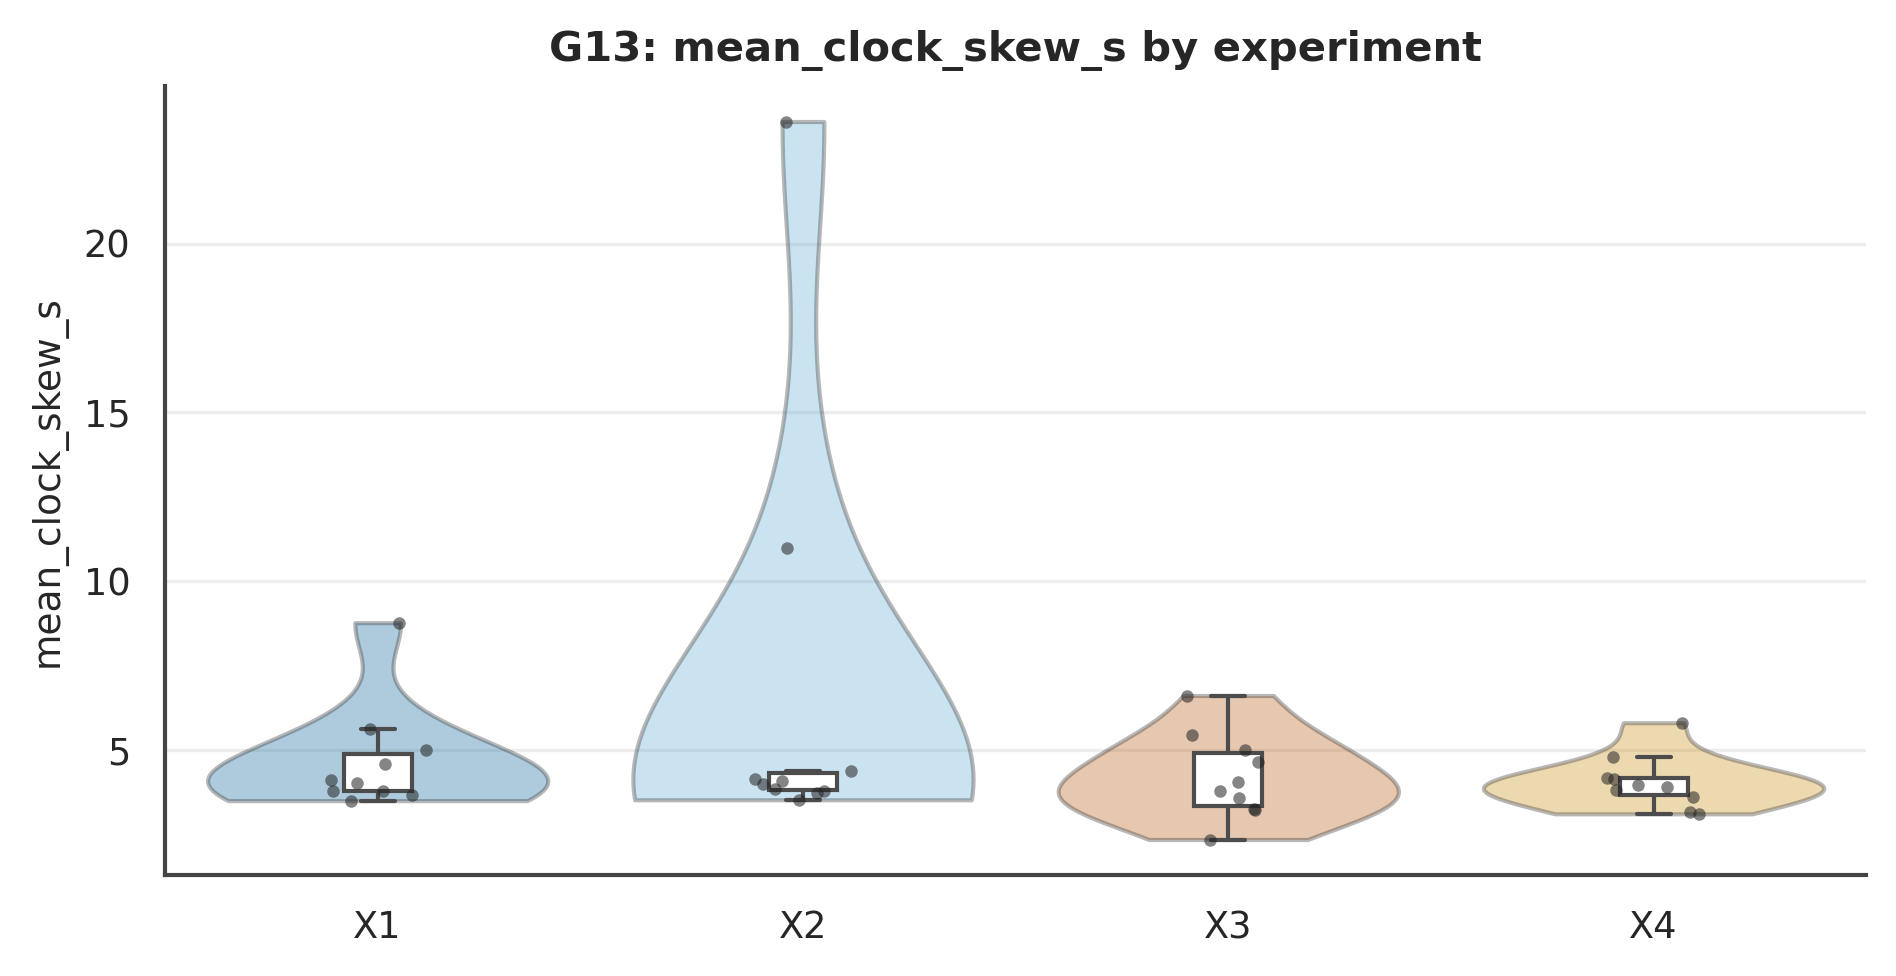 G13: mean_clock_skew_s by experiment
mean_clock_skew_s
20
15
10
5
X1
X2
X3
X4